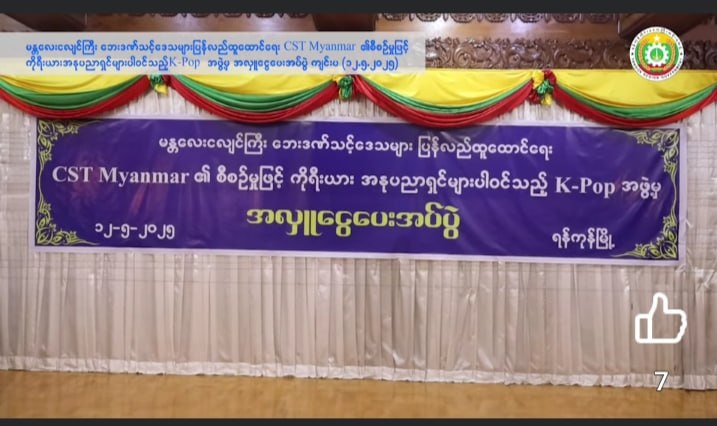 မန္တလေးငလျင်ကြီး ဘေးဒဏ်သင့်ဒေသများပြန်လည်ထူထောင်ရေး CST Myanmar ၏စီစဉ်မှုဖြင့်
ကိုရီးယားအနုပညာရှင်များပါဝင်သည့်K-Pop အဖွဲ့မှ အလှူငွေပေးအပ်ပွဲ ကျင်းပ (၁၂.၅.၂၀၂၅)
မန္တလေးငလျင်ကြီး ဘေးဒဏ်သင့်ဒေသများ ပြန်လည်ထူထောင်ရေး
CST Myanmar ၏ စီစဉ်မှုဖြင့် ကိုရီးယား အနုပညာရှင်များပါဝင်သည့် K-Pop အဖွဲ့မှ
အလှူငွေပေးအပ်ပွဲ
၁၂-၅-၂၀၂၅ ရန်ကုန်မြို့
7